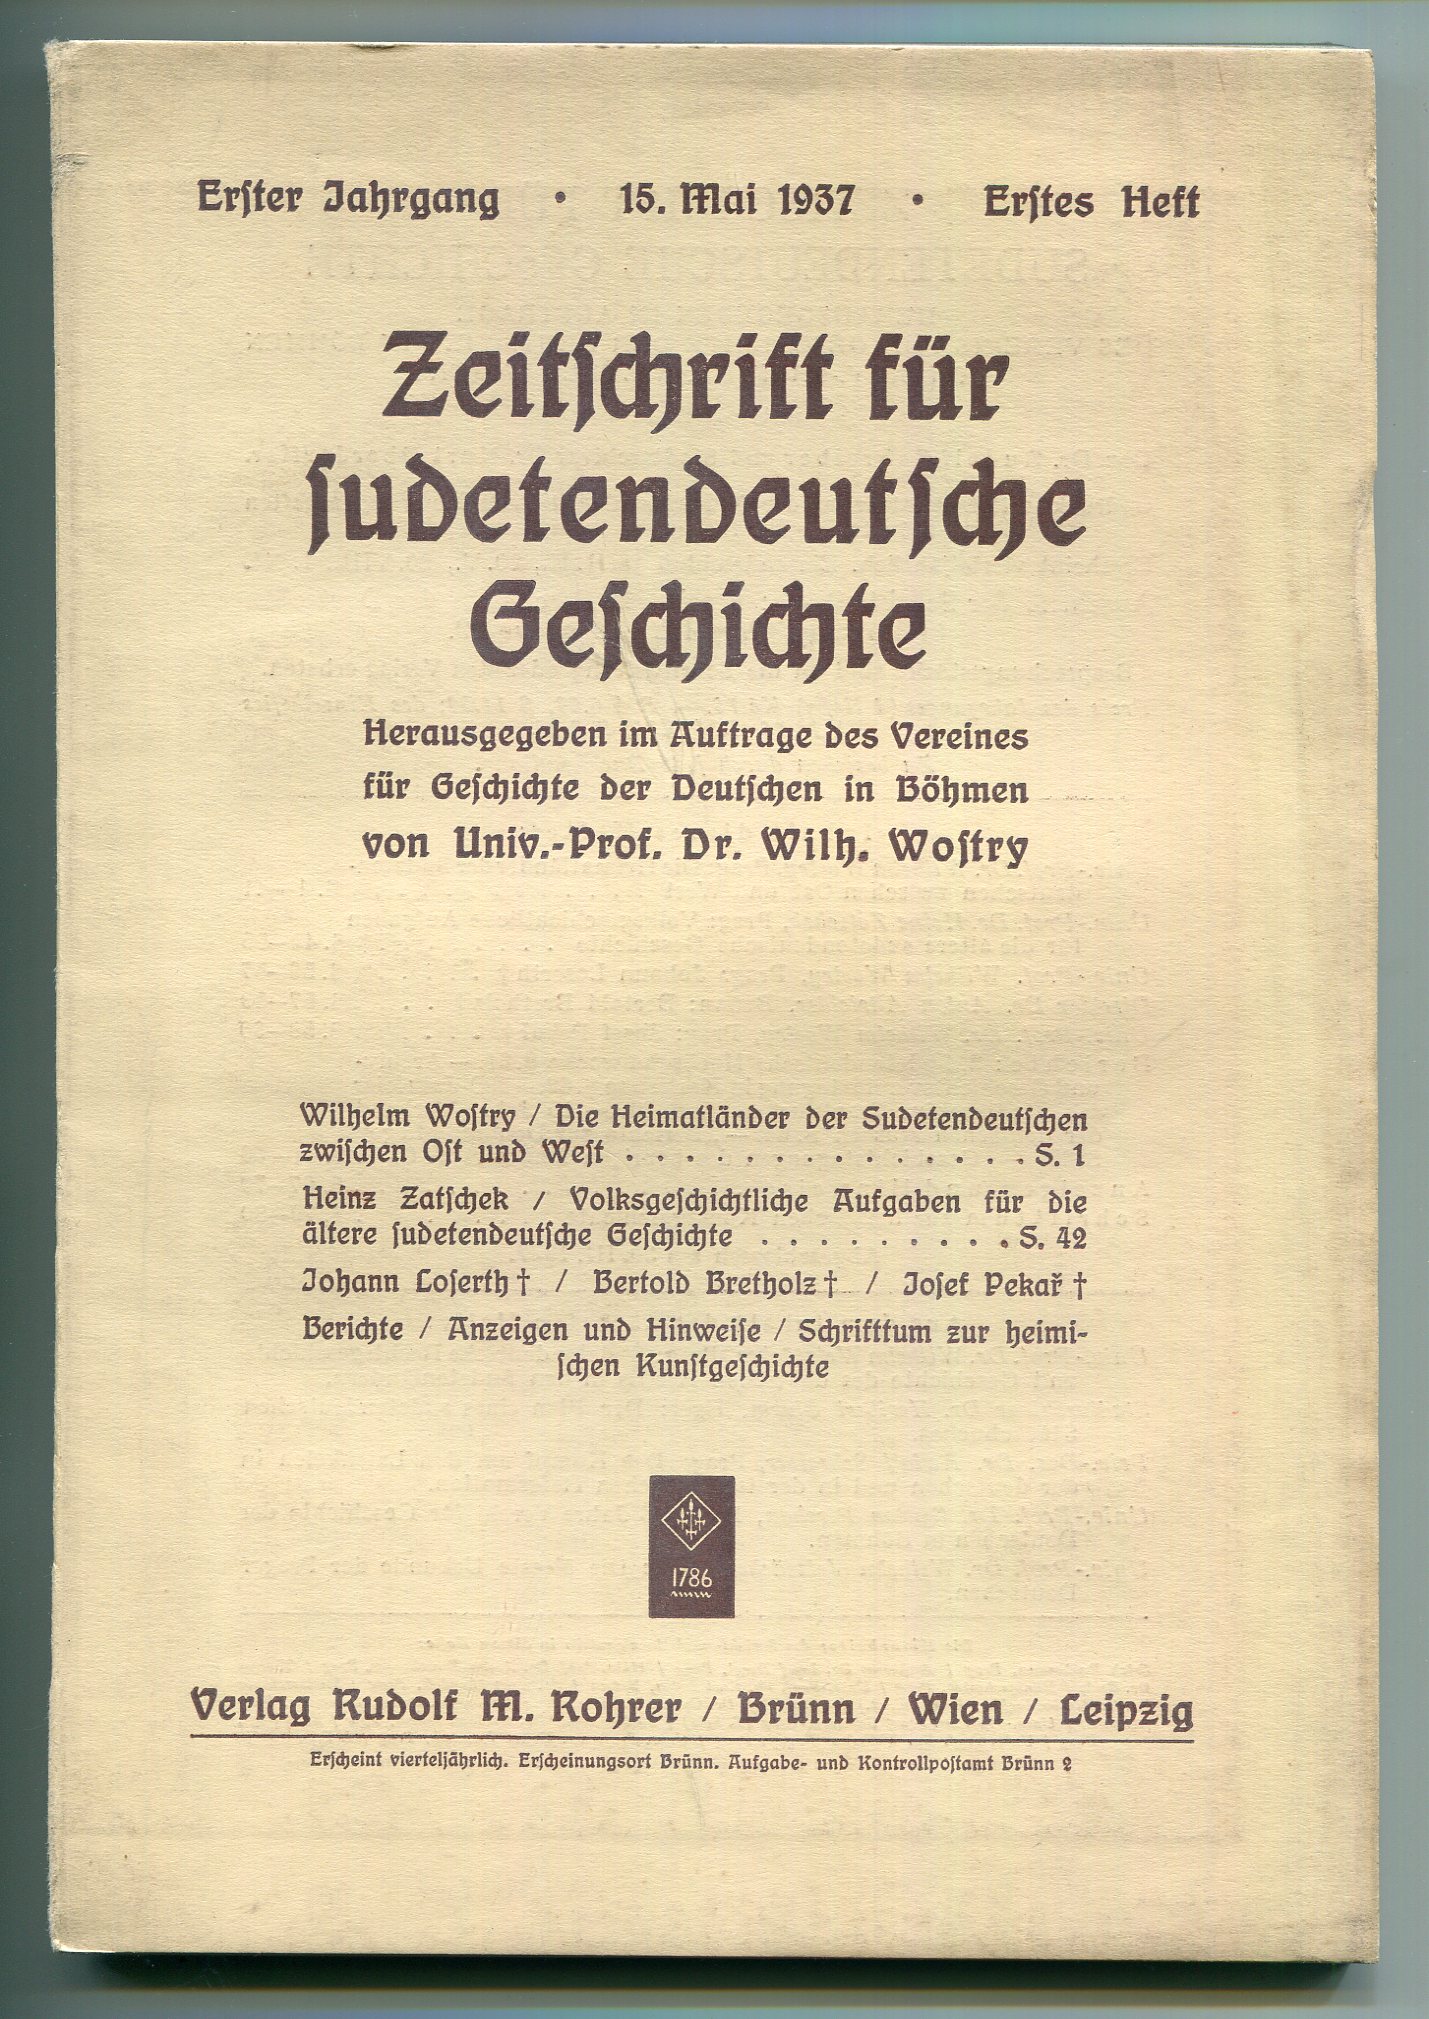 Erſter Jahrgang • 15. Mai 1937 • Erſtes Heft
Zeitſchrift für
ſudetendeutſche
Geſchichte
Herausgegeben im Auftrage des Vereines
für Geſchichte der Deutſchen in Böhmen
von Univ.-Prof. Dr. Wilh. Woſtry
Wilhelm Woſtry / Die Heimatländer der Sudetendeutſchen
zwiſchen Oſt und Weſt . . . . . . . . . . . . . . S. 1
Heinz Zatſchek / Volksgeſchichtliche Aufgaben für die
ältere ſudetendeutſche Geſchichte . . . . . . . . . S. 42
Johann Loſerth † / Bertold Bretholz † / Joſef Pekař †
Berichte / Anzeigen und Hinweiſe / Schrifttum zur heimi-
ſchen Kunſtgeſchichte
1786
Verlag Rudolf M. Rohrer / Brünn / Wien / Leipzig
Erſcheint vierteljährlich. Erſcheinungsort Brünn. Aufgabe- und Kontrollpoſtamt Brünn 2